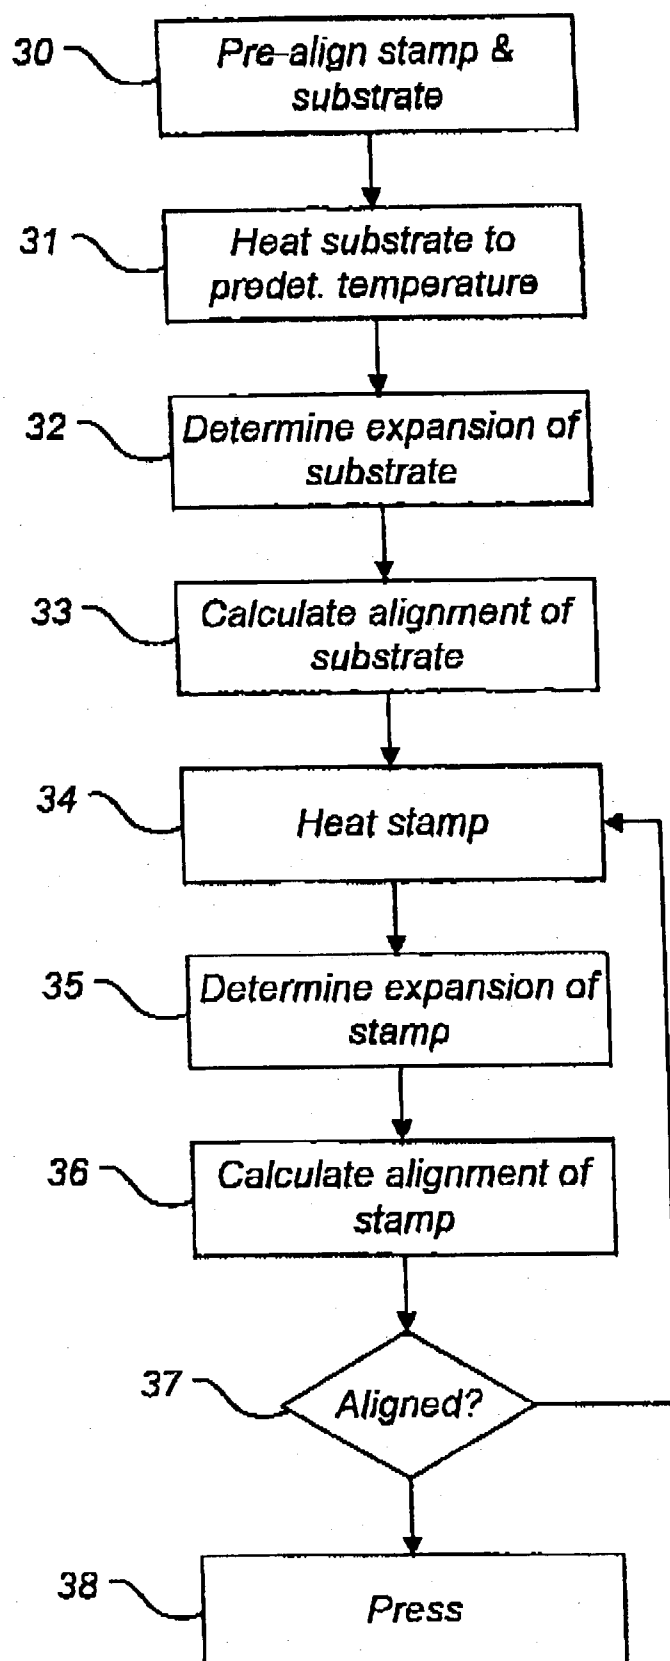 30
Pre-align stamp &
substrate
31
Heat substrate to
predet. temperature
32
Determine expansion of
substrate
33
Calculate alignment of
substrate
34
Heat stamp
35
Determine expansion of
stamp
36
Calculate alignment of
stamp
37
Aligned?
38
Press